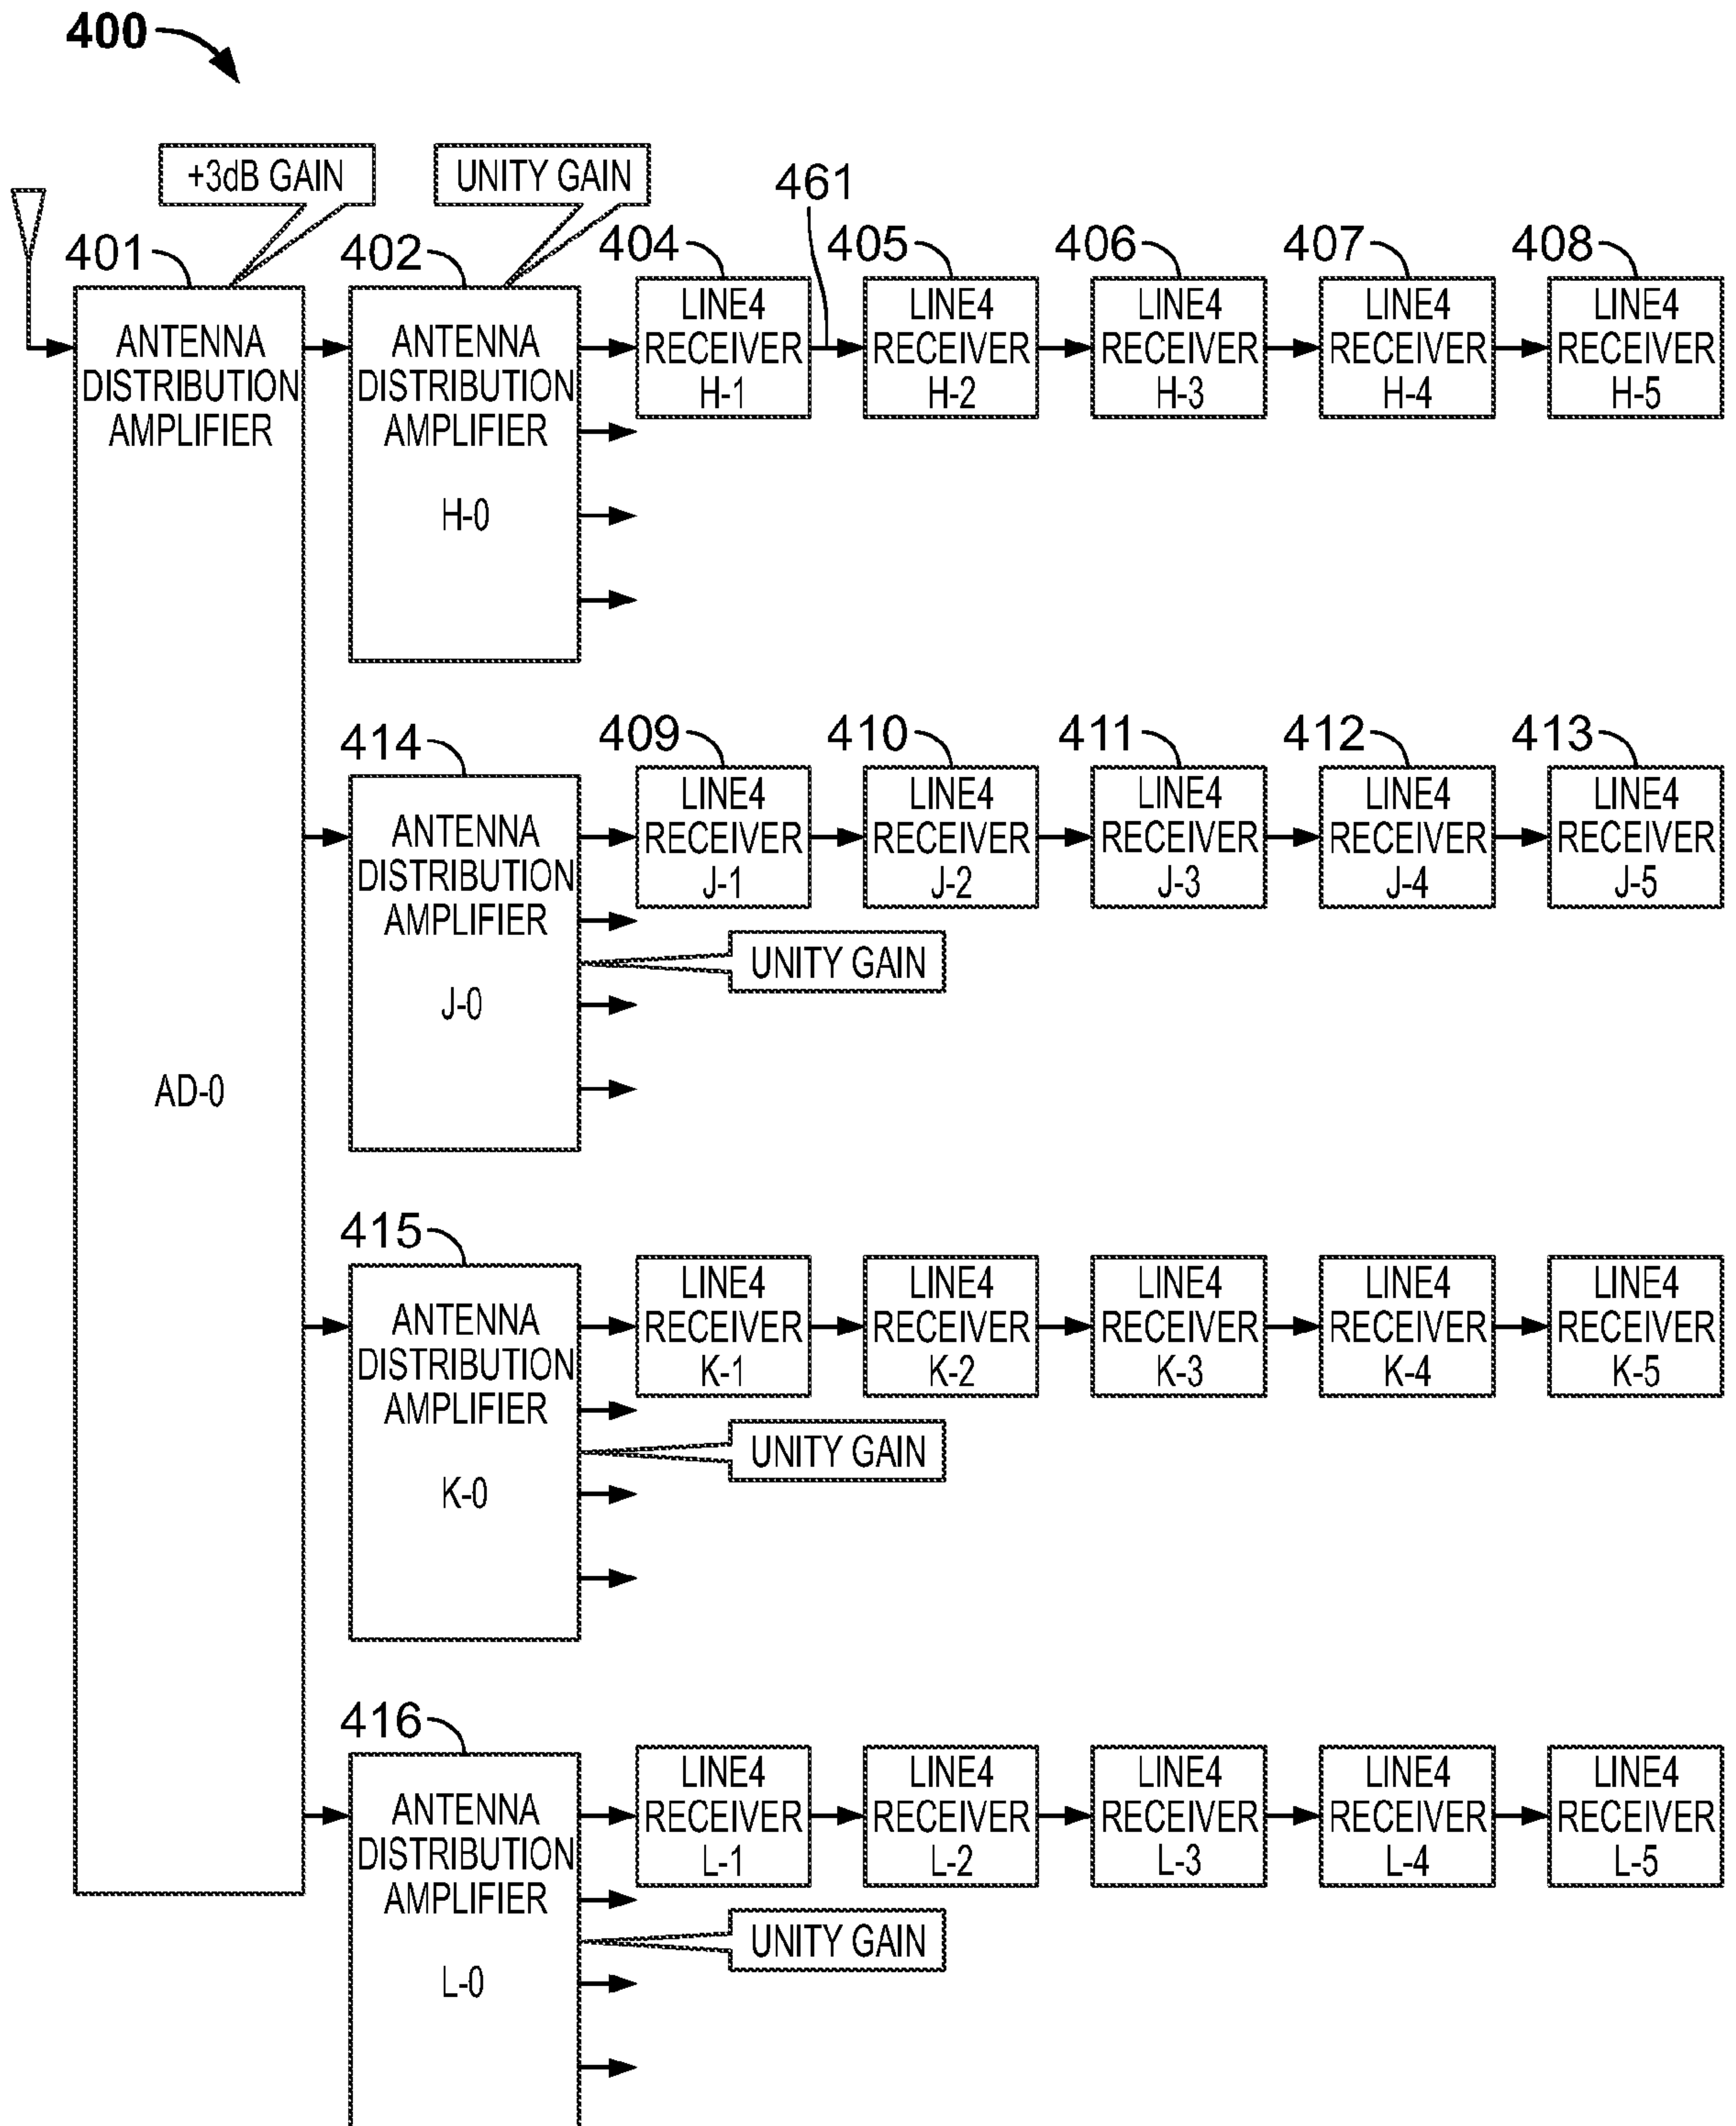 400
+3dB GAIN
UNITY GAIN
461
401
402
404
405
406
407
408
ANTENNA
DISTRIBUTION
AMPLIFIER
AD-0
ANTENNA
DISTRIBUTION
AMPLIFIER
H-0
LINE4
RECEIVER
H-1
LINE4
RECEIVER
H-2
LINE4
RECEIVER
H-3
LINE4
RECEIVER
H-4
LINE4
RECEIVER
H-5
414
409
410
411
412
413
ANTENNA
DISTRIBUTION
AMPLIFIER
J-0
LINE4
RECEIVER
J-1
LINE4
RECEIVER
J-2
LINE4
RECEIVER
J-3
LINE4
RECEIVER
J-4
LINE4
RECEIVER
J-5
UNITY GAIN
415
ANTENNA
DISTRIBUTION
AMPLIFIER
K-0
LINE4
RECEIVER
K-1
LINE4
RECEIVER
K-2
LINE4
RECEIVER
K-3
LINE4
RECEIVER
K-4
LINE4
RECEIVER
K-5
UNITY GAIN
416
ANTENNA
DISTRIBUTION
AMPLIFIER
L-0
LINE4
RECEIVER
L-1
LINE4
RECEIVER
L-2
LINE4
RECEIVER
L-3
LINE4
RECEIVER
L-4
LINE4
RECEIVER
L-5
UNITY GAIN